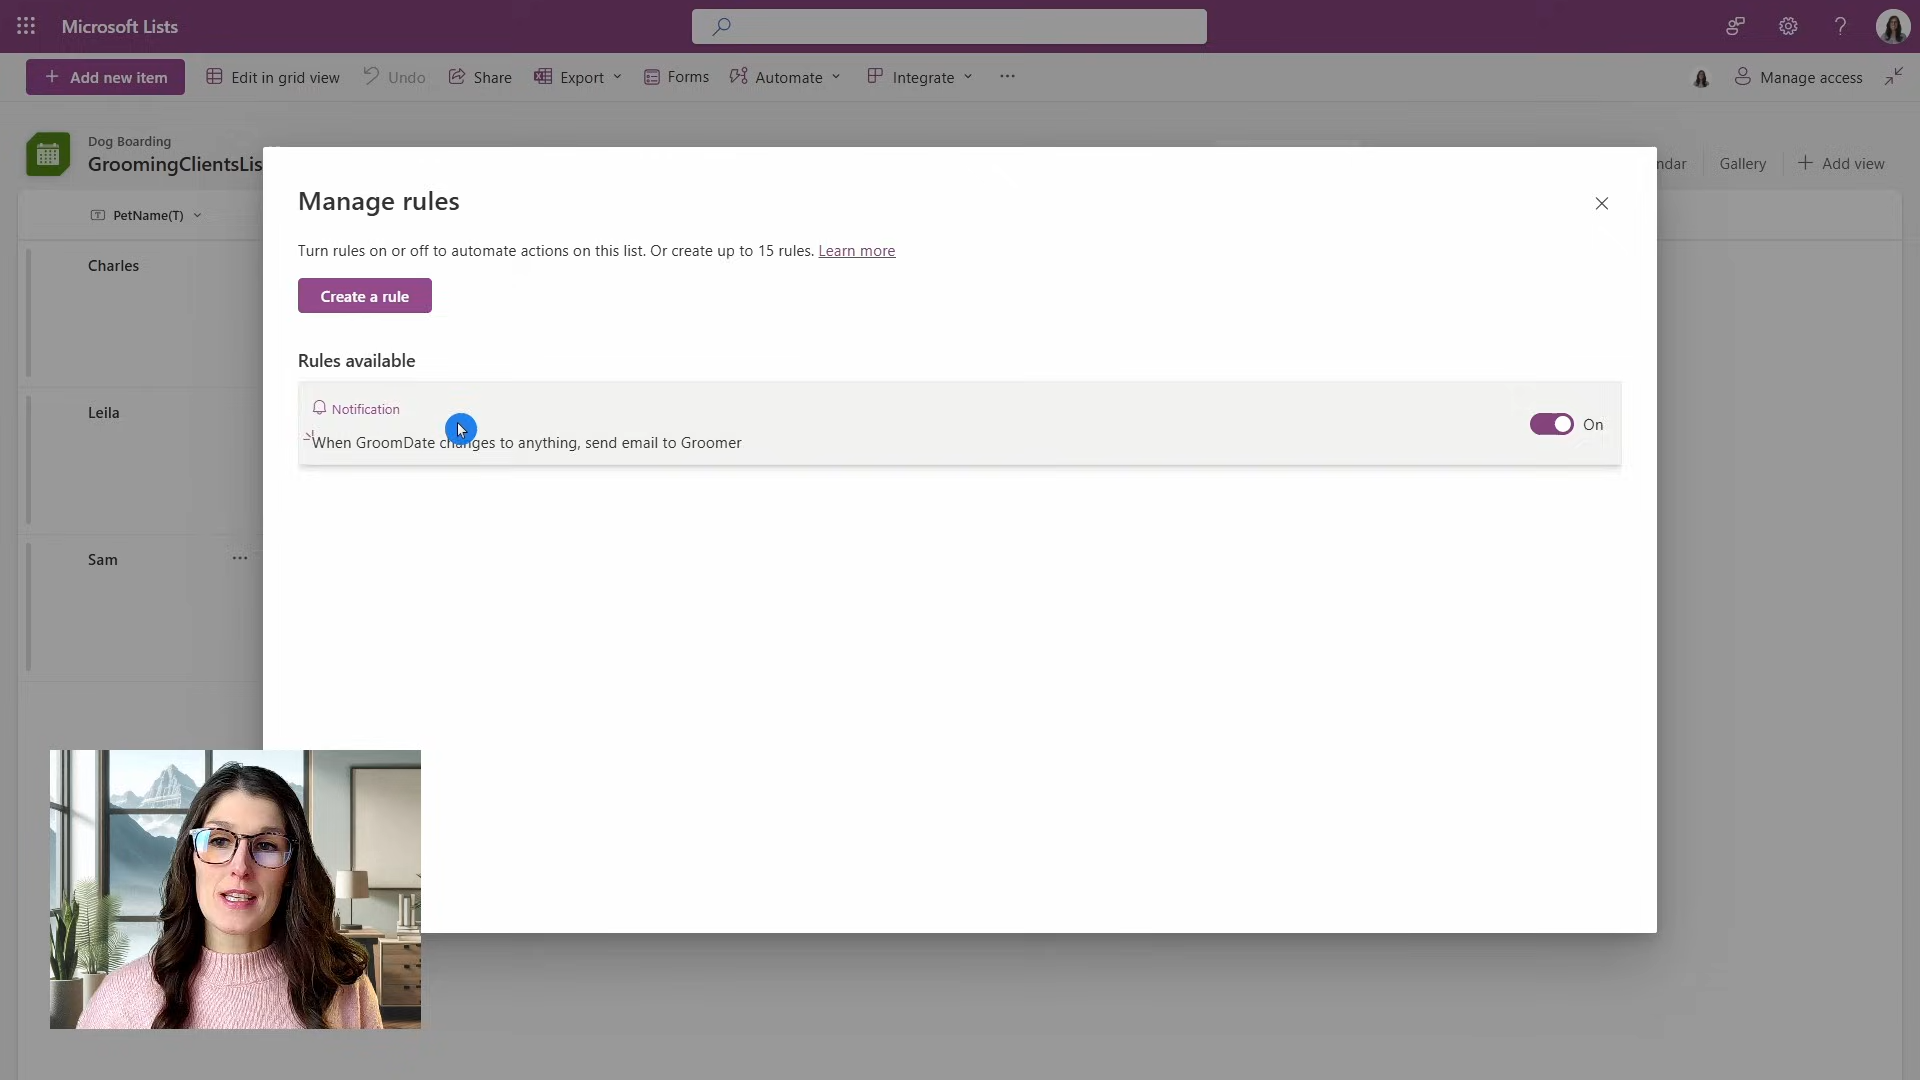 Microsoft Lists
Add new item
Edit in grid view
Undo
Share
Export
Forms
Automate
Integrate
Manage access
Dog Boarding
GroomingClientsLis
ndar
Gallery
Add view
PetName(T)
Charles
Leila
Sam
Manage rules
Turn rules on or off to automate actions on this list. Or create up to 15 rules. Learn more
Create a rule
Rules available
Notification
When GroomDate changes to anything, send email to Groomer
On